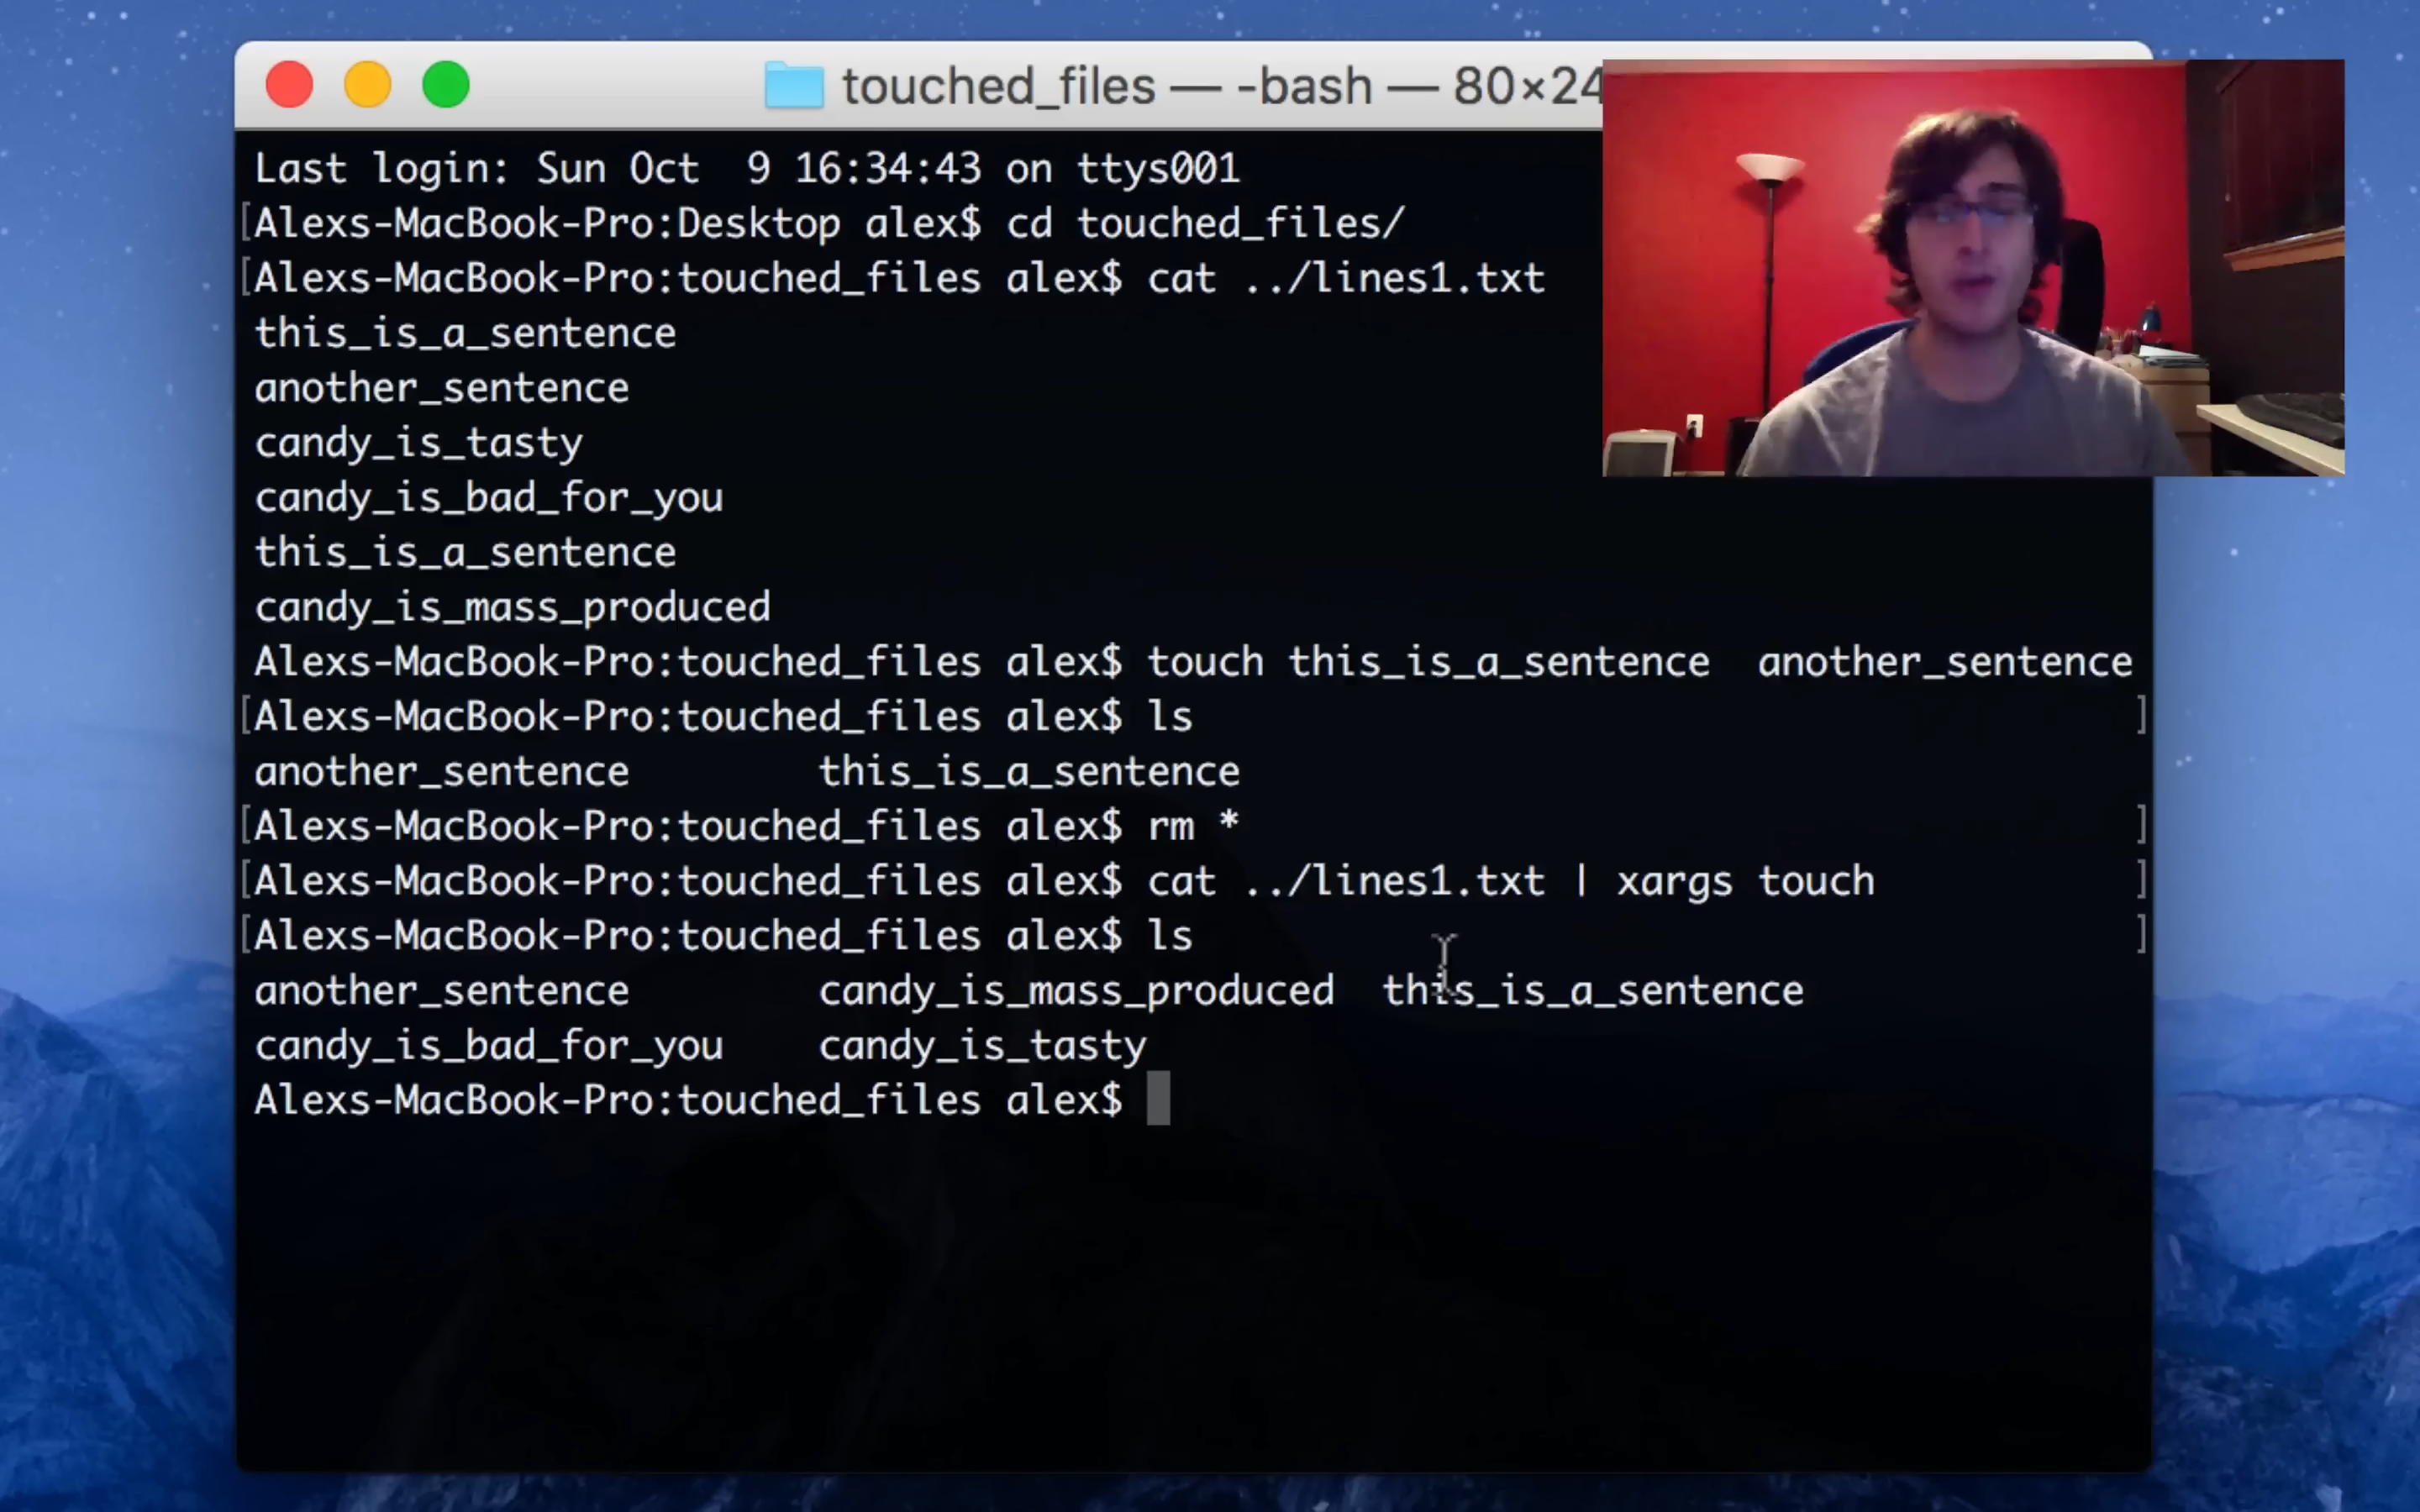 touched_files — -bash — 80×24
Last login: Sun Oct  9 16:34:43 on ttys001
[Alexs-MacBook-Pro:Desktop alex$ cd touched_files/
[Alexs-MacBook-Pro:touched_files alex$ cat ../lines1.txt
this_is_a_sentence
another_sentence
candy_is_tasty
candy_is_bad_for_you
this_is_a_sentence
candy_is_mass_produced
Alexs-MacBook-Pro:touched_files alex$ touch this_is_a_sentence  another_sentence
[Alexs-MacBook-Pro:touched_files alex$ ls ]
another_sentence        this_is_a_sentence
[Alexs-MacBook-Pro:touched_files alex$ rm * ]
[Alexs-MacBook-Pro:touched_files alex$ cat ../lines1.txt | xargs touch ]
[Alexs-MacBook-Pro:touched_files alex$ ls ]
another_sentence        candy_is_mass_produced  this_is_a_sentence
candy_is_bad_for_you    candy_is_tasty
Alexs-MacBook-Pro:touched_files alex$